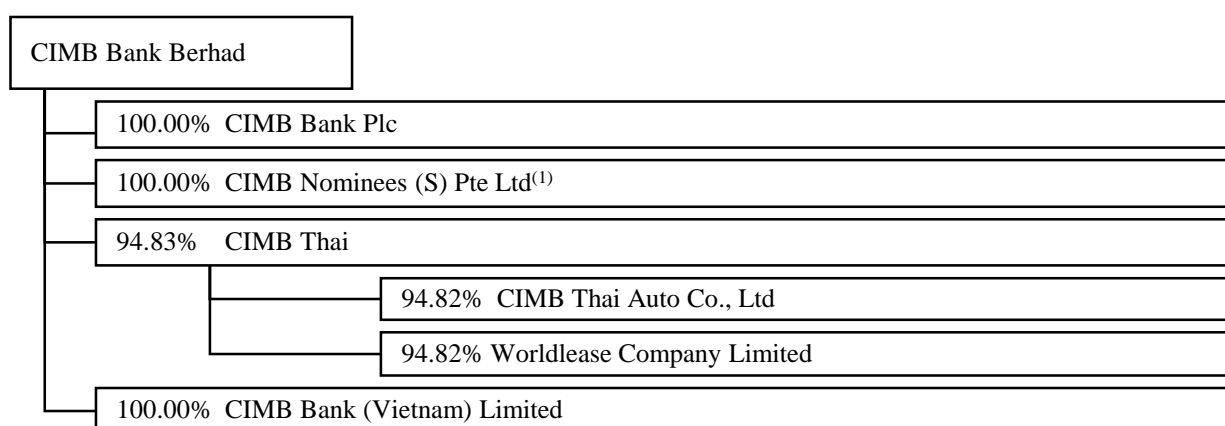 CIMB Bank Berhad
100.00% CIMB Bank Plc
100.00% CIMB Nominees (S) Pte Ltd(1)
94.83% CIMB Thai
94.82% CIMB Thai Auto Co., Ltd
94.82% Worldlease Company Limited
100.00% CIMB Bank (Vietnam) Limited